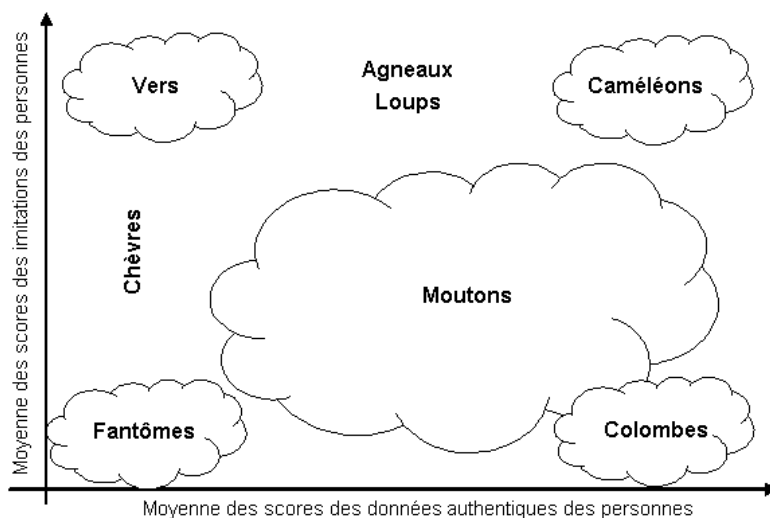 Moyenne des scores des imitations des personnes
Vers
Agneaux
Loups
Caméléons
Chèvres
Moutons
Fantômes
Colombes
Moyenne des scores des données authentiques des personnes